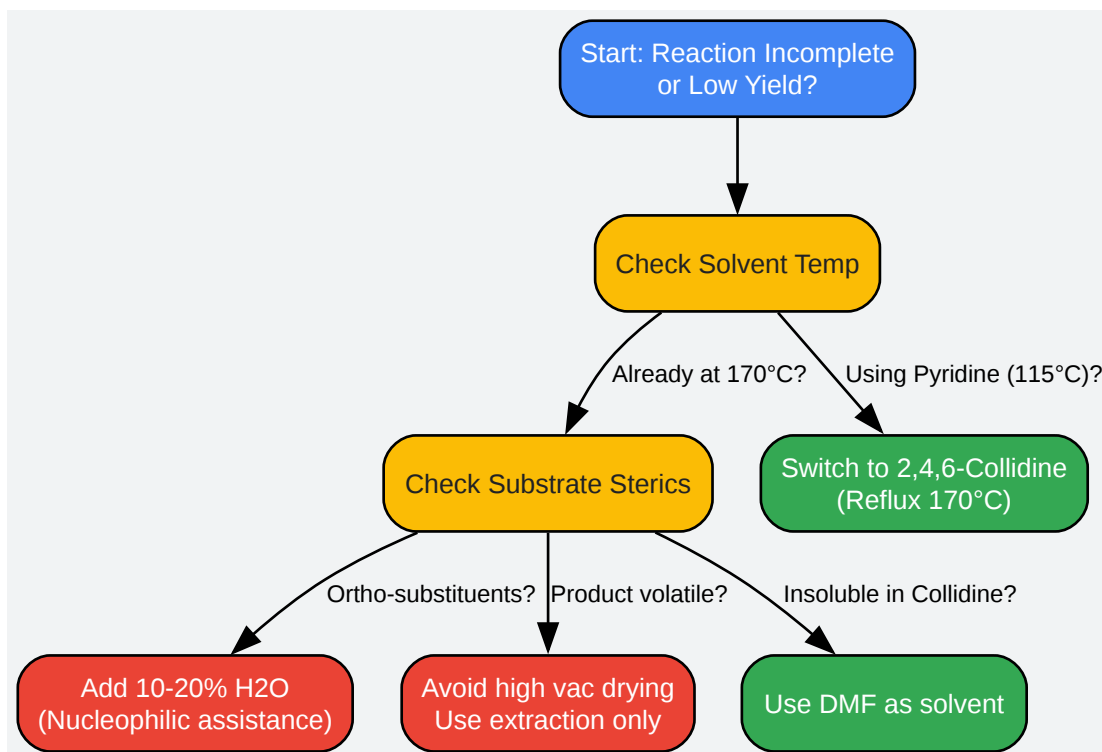 Start: Reaction Incomplete
or Low Yield?
Check Solvent Temp
Already at 170°C?
Using Pyridine (115°C)?
Check Substrate Sterics
Switch to 2,4,6-Collidine
(Reflux 170°C)
Ortho-substituents?
Product volatile?
Insoluble in Collidine?
Add 10-20% H2O
(Nucleophilic assistance)
Avoid high vac drying
Use extraction only
Use DMF as solvent